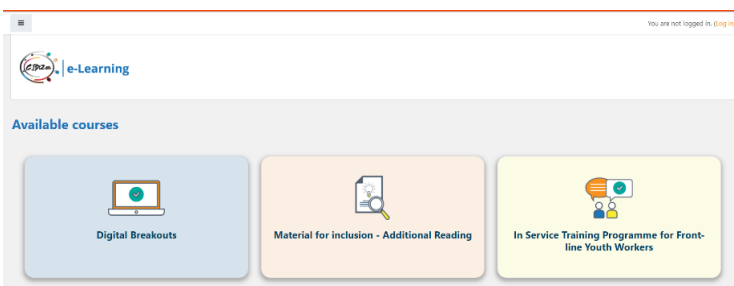 You are not logged in. (Log in
e-Learning
Available courses
Digital Breakouts
Material for inclusion - Additional Reading
In Service Training Programme for Front-
line Youth Workers